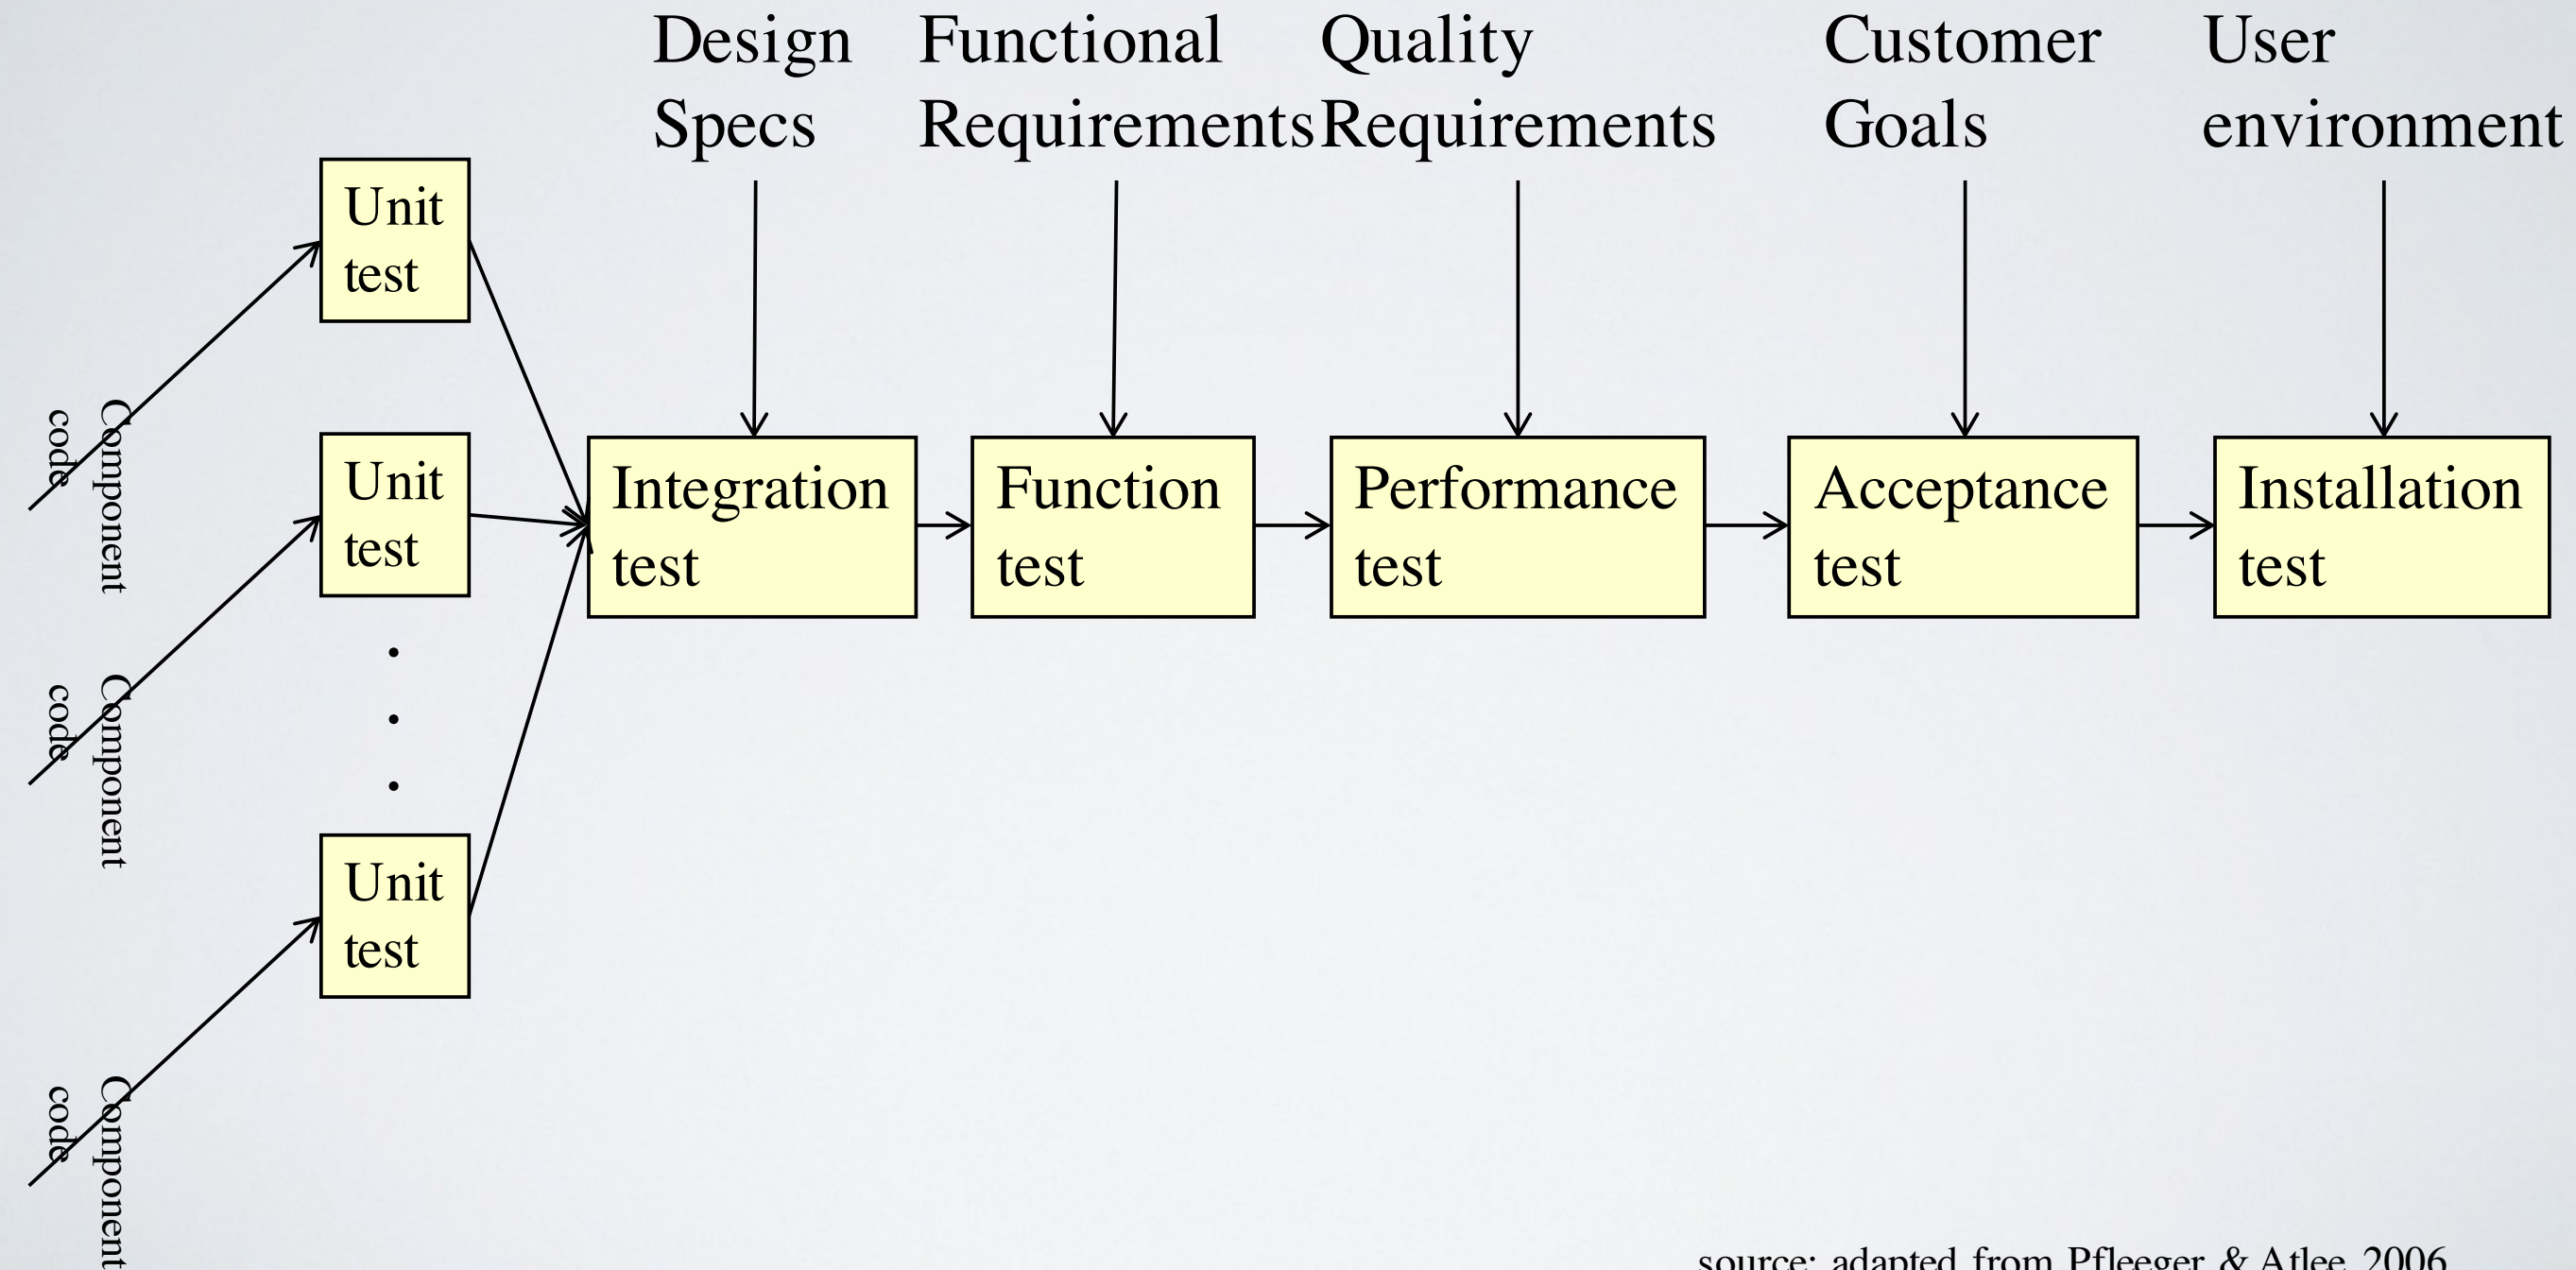 Design
Specs
Functional
Requirements
Quality
Requirements
Customer
Goals
User
environment
Unit
test
Component
code
Unit
test
Component
code
Unit
test
Component
code
Integration
test
Function
test
Performance
test
Acceptance
test
Installation
test
source: adapted from Pfleeger & Atlee 2006